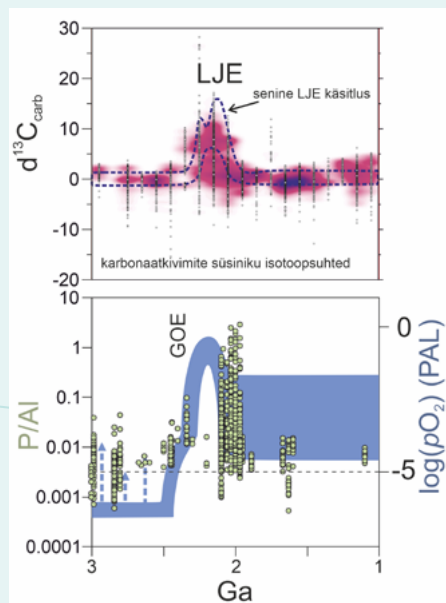 30
LJE
20
senine LJE käsitlus
10
d¹³C_carb
0
-10
karbonaatkivimite süsiniku isotoopsuhted
-20
10
GOE
0
1
0.1
P/Al
log(pO₂) (PAL)
0.01
-5
0.001
0.0001
3
2
1
Ga